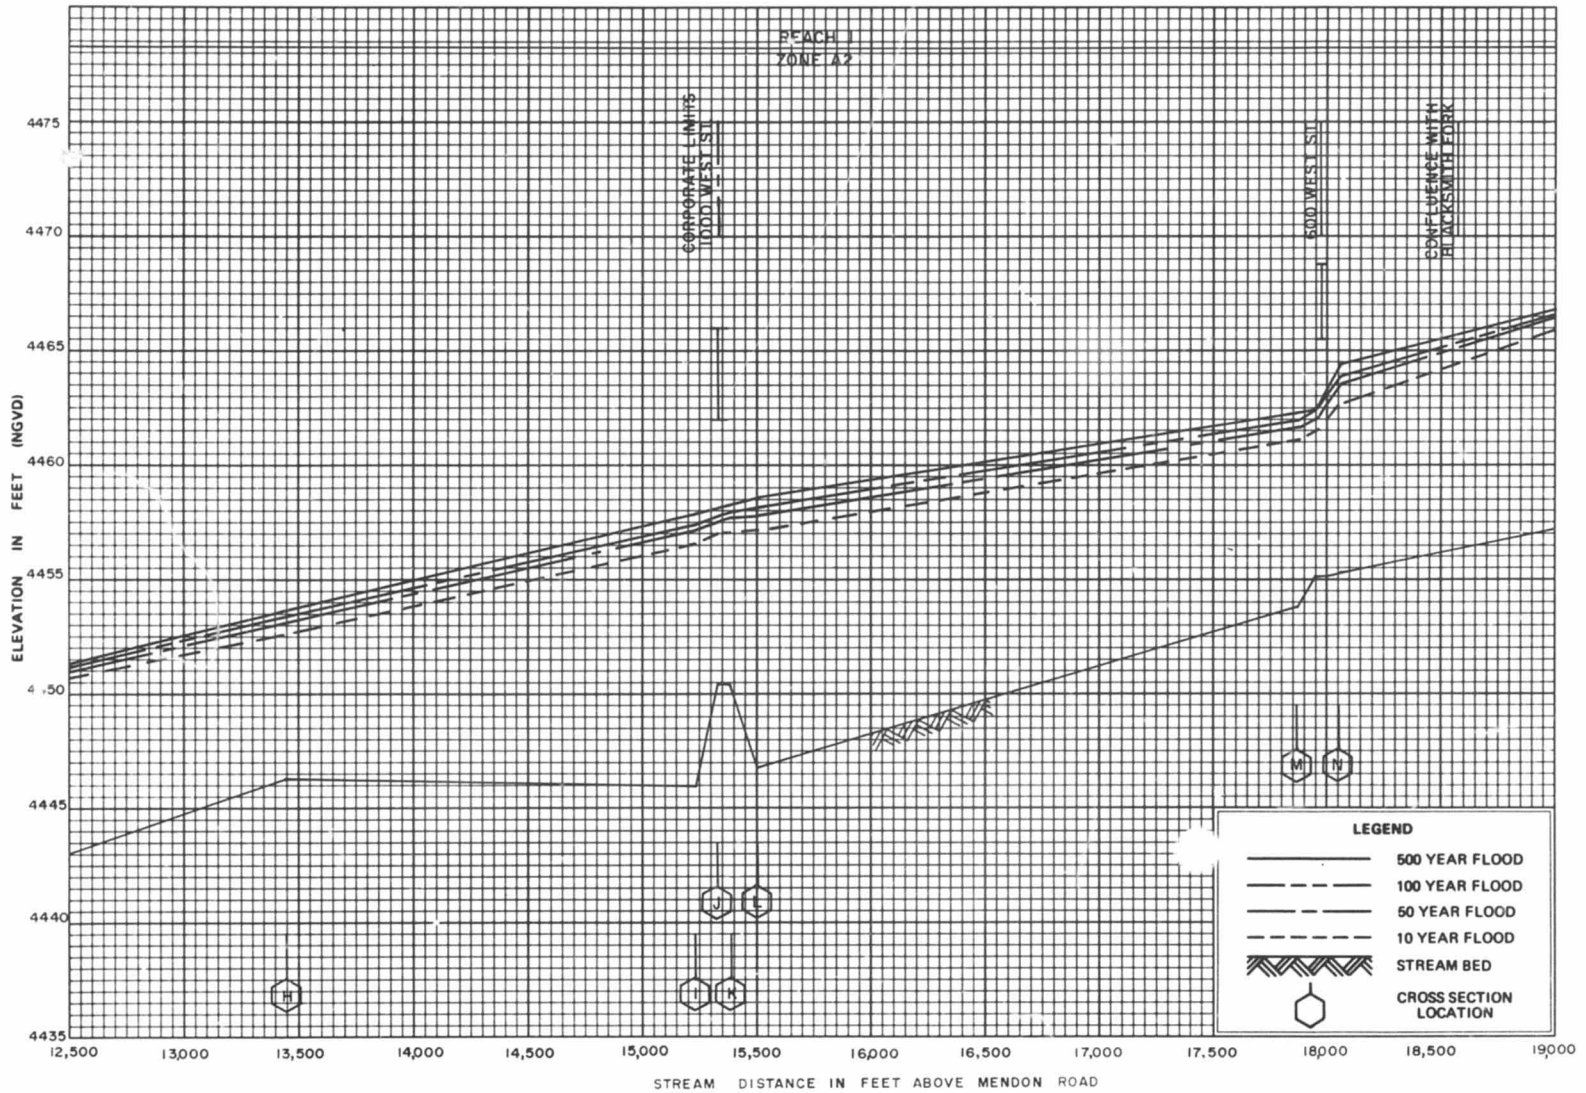 REACH 1
ZONE A2
CORPORATE LIMITS
1000 WEST ST.
600 WEST ST.
CONFLUENCE WITH
BLACKSMITH FORK
ELEVATION IN FEET (NGVD)
4475
4470
4465
4460
4455
4 50
4445
4440
4435
H
I
J
K
L
M
N
LEGEND
500 YEAR FLOOD
100 YEAR FLOOD
50 YEAR FLOOD
10 YEAR FLOOD
STREAM BED
CROSS SECTION
LOCATION
12,500 13,000 13,500 14,000 14,500 15,000 15,500 16,000 16,500 17,000 17,500 18,000 18,500 19,000
STREAM DISTANCE IN FEET ABOVE MENDON ROAD